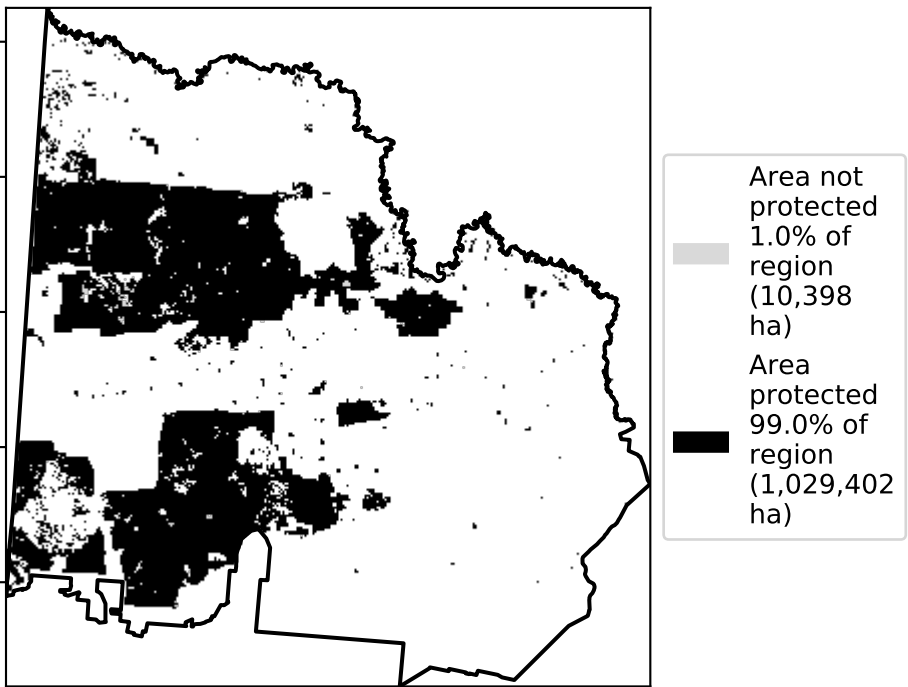 Area not
protected
1.0% of
region
(10,398
ha)
Area
protected
99.0% of
region
(1,029,402
ha)